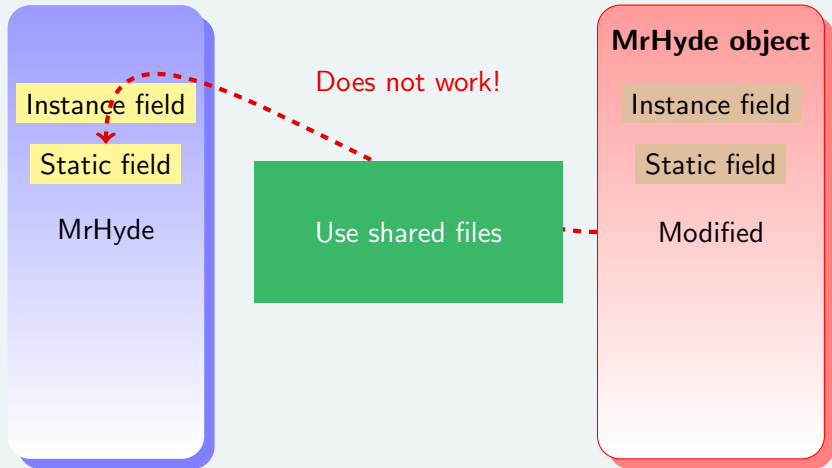 MrHyde object
Does not work!
Instance field
Instance field
Static field
Static field
MrHyde
Use shared files
Modified